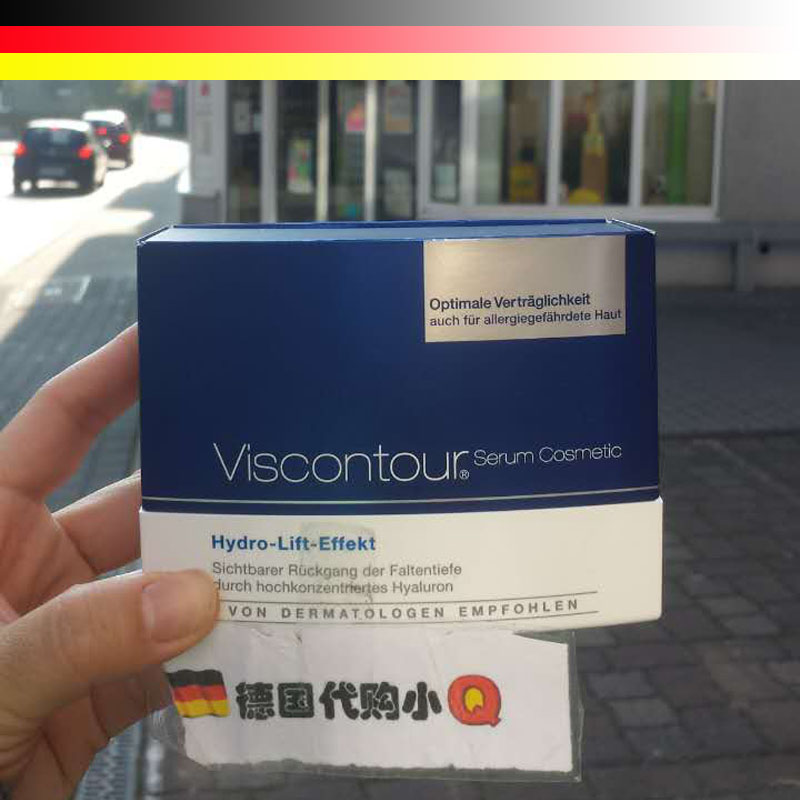 Optimale Verträglichkeit
auch für allergiegefährdete Haut
Viscontour® Serum Cosmetic
Hydro-Lift-Effekt
Sichtbarer Rückgang der Faltentiefe
durch hochkonzentriertes Hyaluron
VON DERMATOLOGEN EMPFOHLEN
德国代购小Q